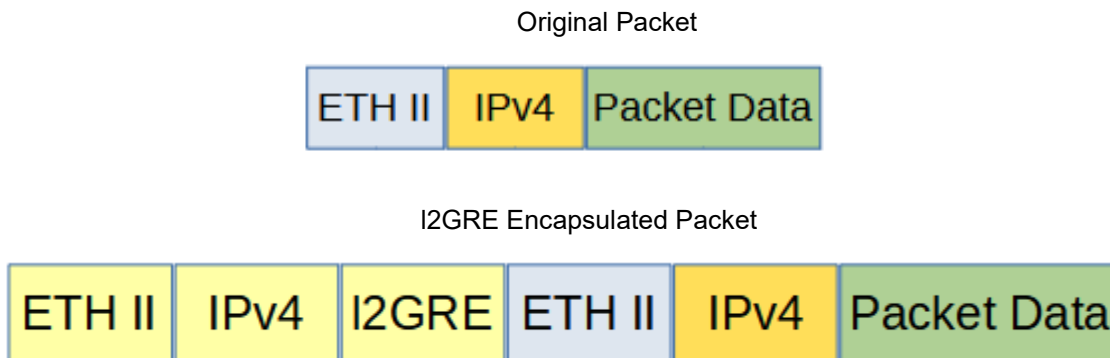 Original Packet
ETH II IPv4 Packet Data
l2GRE Encapsulated Packet
ETH II IPv4 l2GRE ETH II IPv4 Packet Data